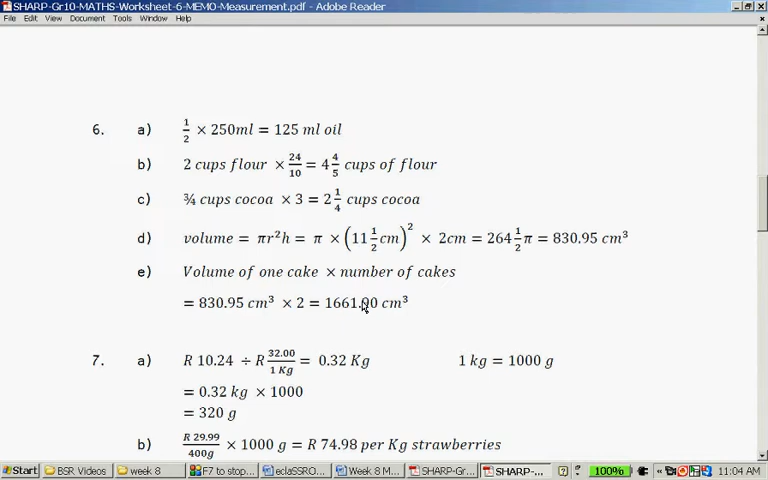 SHARP-Gr10-MATHS-Worksheet-6-MEMO-Measurement.pdf - Adobe Reader
File Edit View Document Tools Window Help
6. a) 1/2 × 250ml = 125 ml oil
b) 2 cups flour × 24/10 = 4 4/5 cups of flour
c) ¾ cups cocoa × 3 = 2 1/4 cups cocoa
d) volume = πr²h = π × (11 1/2 cm)² × 2cm = 264 1/2 π = 830.95 cm³
e) Volume of one cake × number of cakes
= 830.95 cm³ × 2 = 1661.90 cm³
7. a) R 10.24 ÷ R 32.00/1 Kg = 0.32 Kg 1 kg = 1000 g
= 0.32 kg × 1000
= 320 g
b) R 29.99/400g × 1000 g = R 74.98 per Kg strawberries
Start BSR Videos week 8 F7 to stop... eclaSSRO... Week 8 M... SHARP-Gr... SHARP-... 100% 11:04 AM